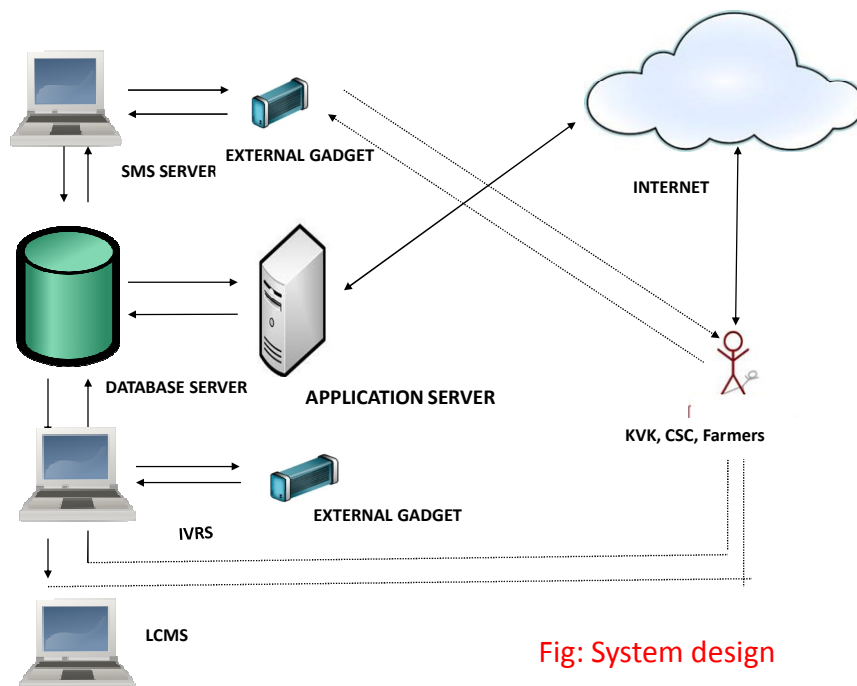 SMS SERVER
EXTERNAL GADGET
INTERNET
DATABASE SERVER
APPLICATION SERVER
KVK, CSC, Farmers
EXTERNAL GADGET
IVRS
LCMS
Fig: System design